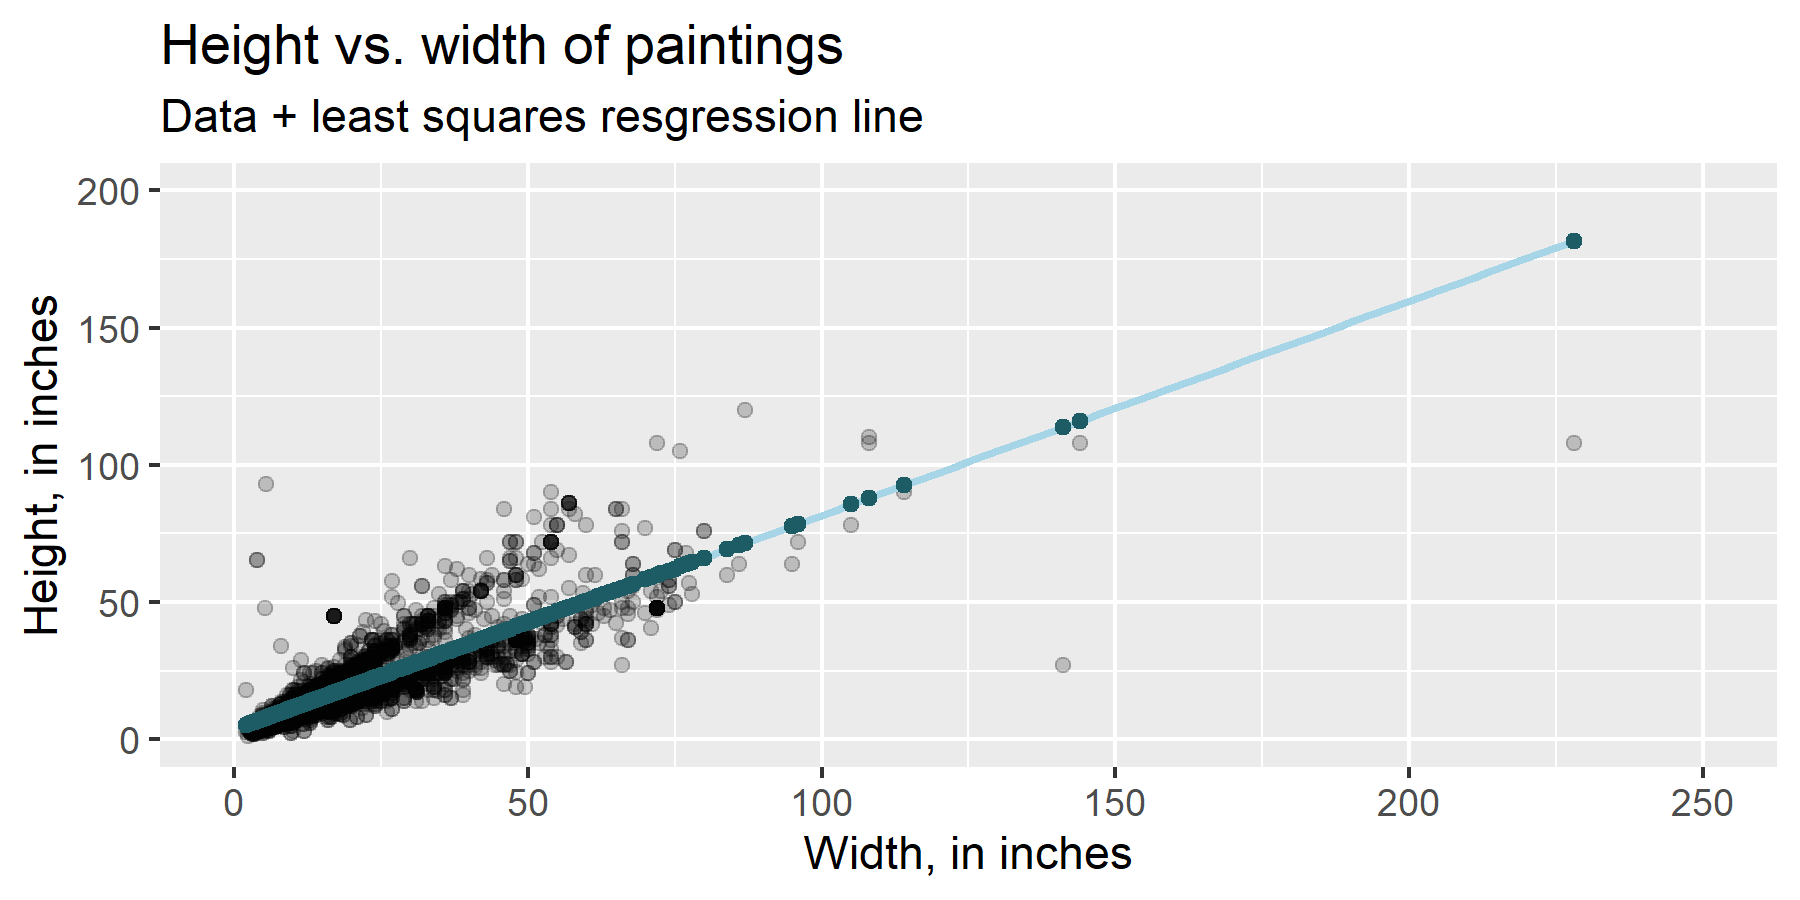 Height vs. width of paintings
Data + least squares resgression line
Height, in inches
200
150
100
50
0
0 50 100 150 200 250
Width, in inches